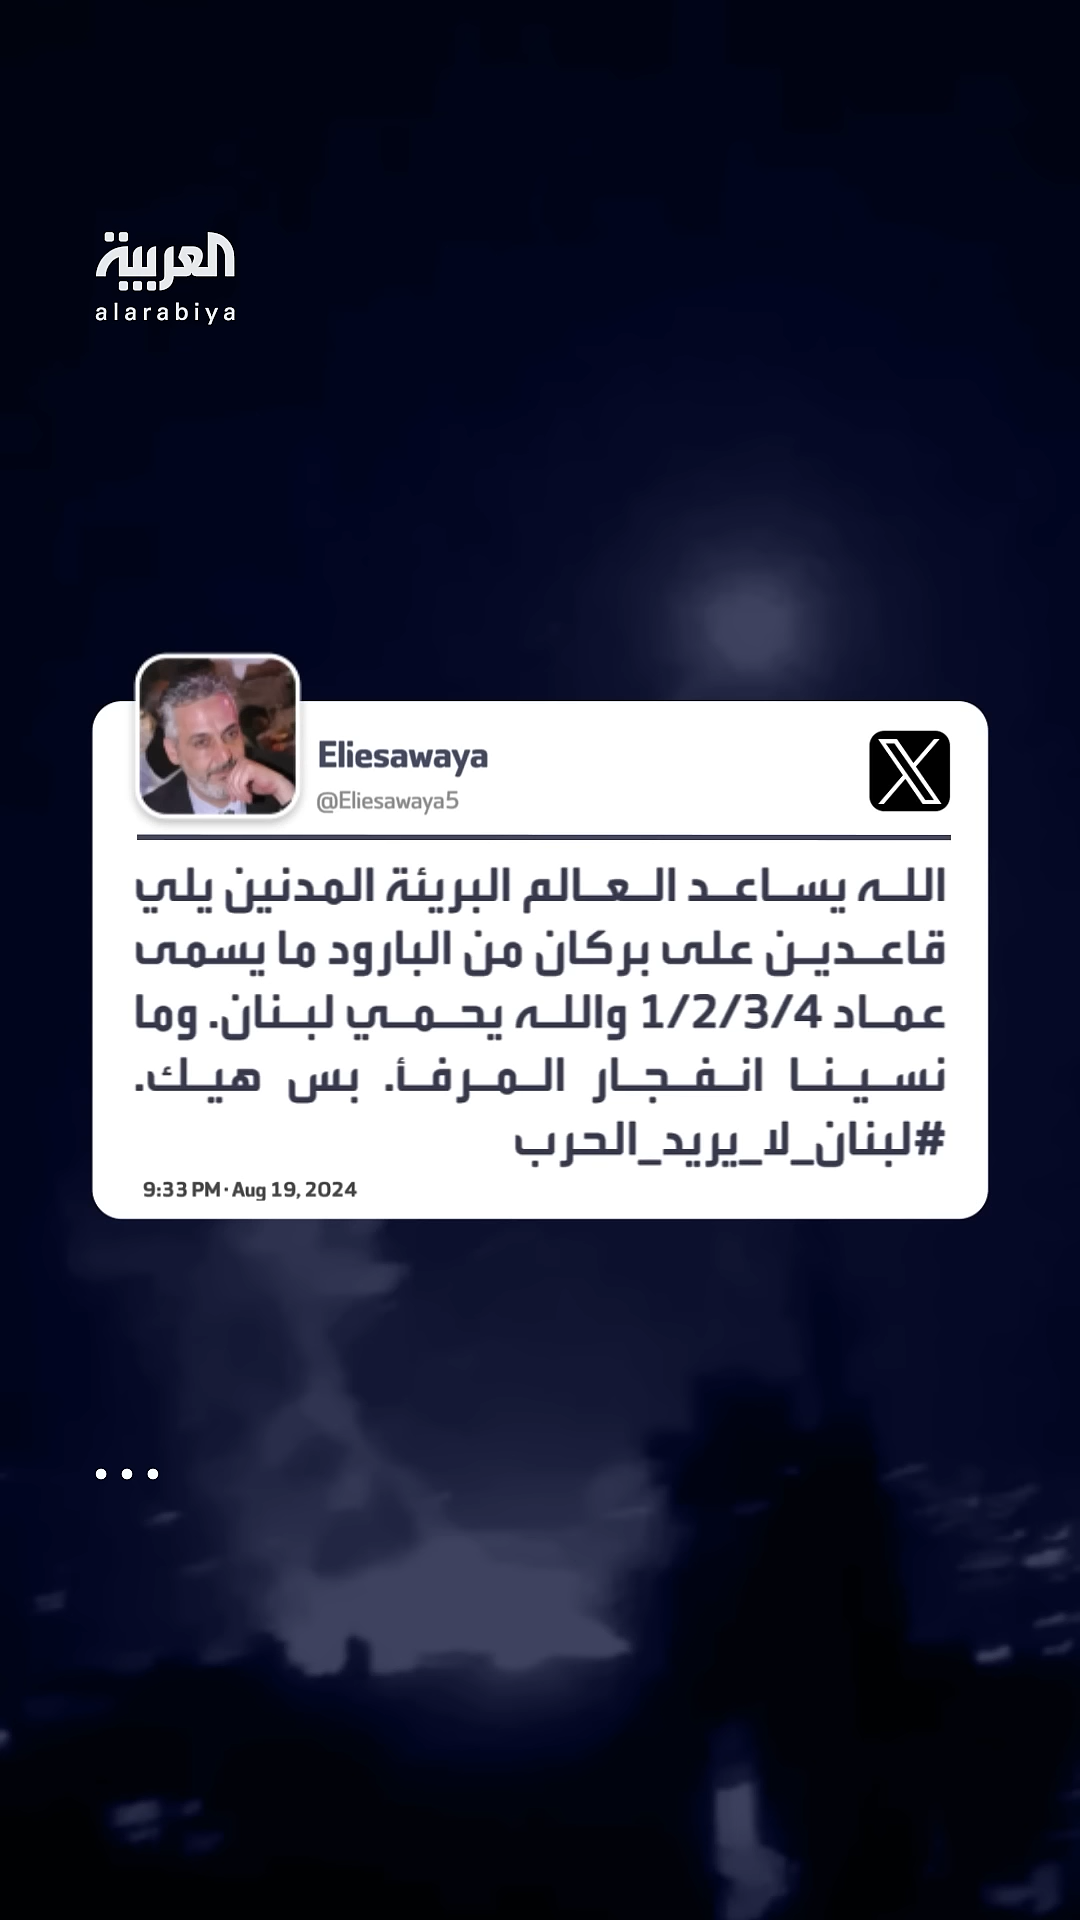 العربية
alarabiya
Eliesawaya
@Eliesawaya5
الله يساعد العالم البريئة المدنين يلي
قاعدين على بركان من البارود ما يسمى
عماد 1/2/3/4 والله يحمي لبنان. وما
نسينا انفجار المرفأ. بس هيك.
#لبنان_لا_يريد_الحرب
9:33 PM · Aug 19, 2024